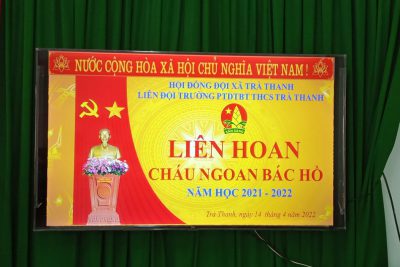 NƯỚC CỘNG HÒA XÃ HỘI CHỦ NGHĨA VIỆT NAM !
HỘI ĐỒNG ĐỘI XÃ TRÀ THANH
LIÊN ĐỘI TRƯỜNG PTDTBT THCS TRÀ THANH
LIÊN HOAN
CHÁU NGOAN BÁC HỒ
NĂM HỌC 2021 - 2022
Trà Thanh, ngày 14 tháng 4 năm 2022